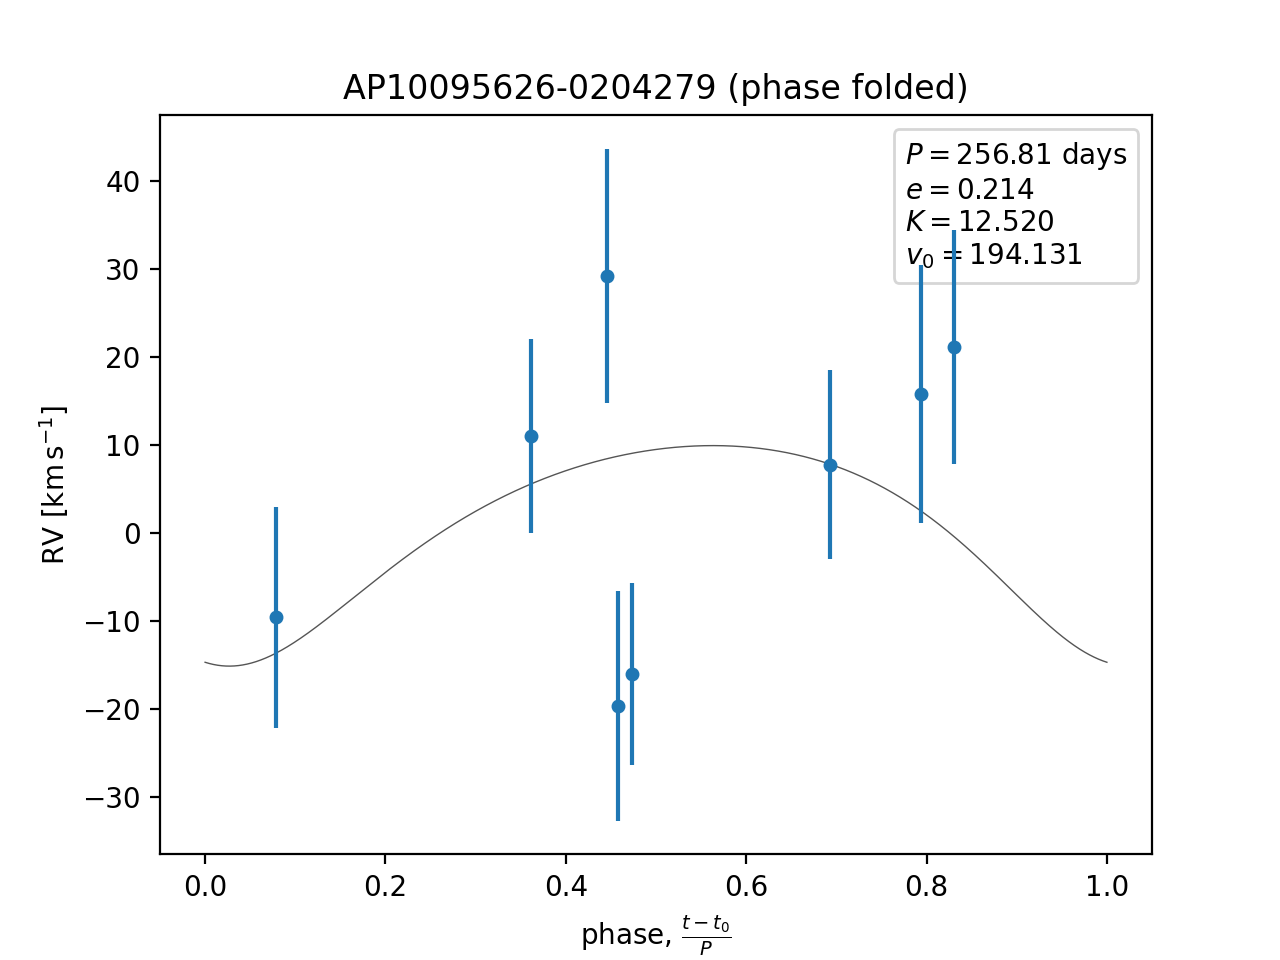 AP10095626-0204279 (phase folded)
P = 256.81 days
e = 0.214
K = 12.520
v₀ = 194.131
40
30
20
10
0
−10
−20
−30
RV [km s⁻¹]
0.0 0.2 0.4 0.6 0.8 1.0
phase, (t − t₀)/P